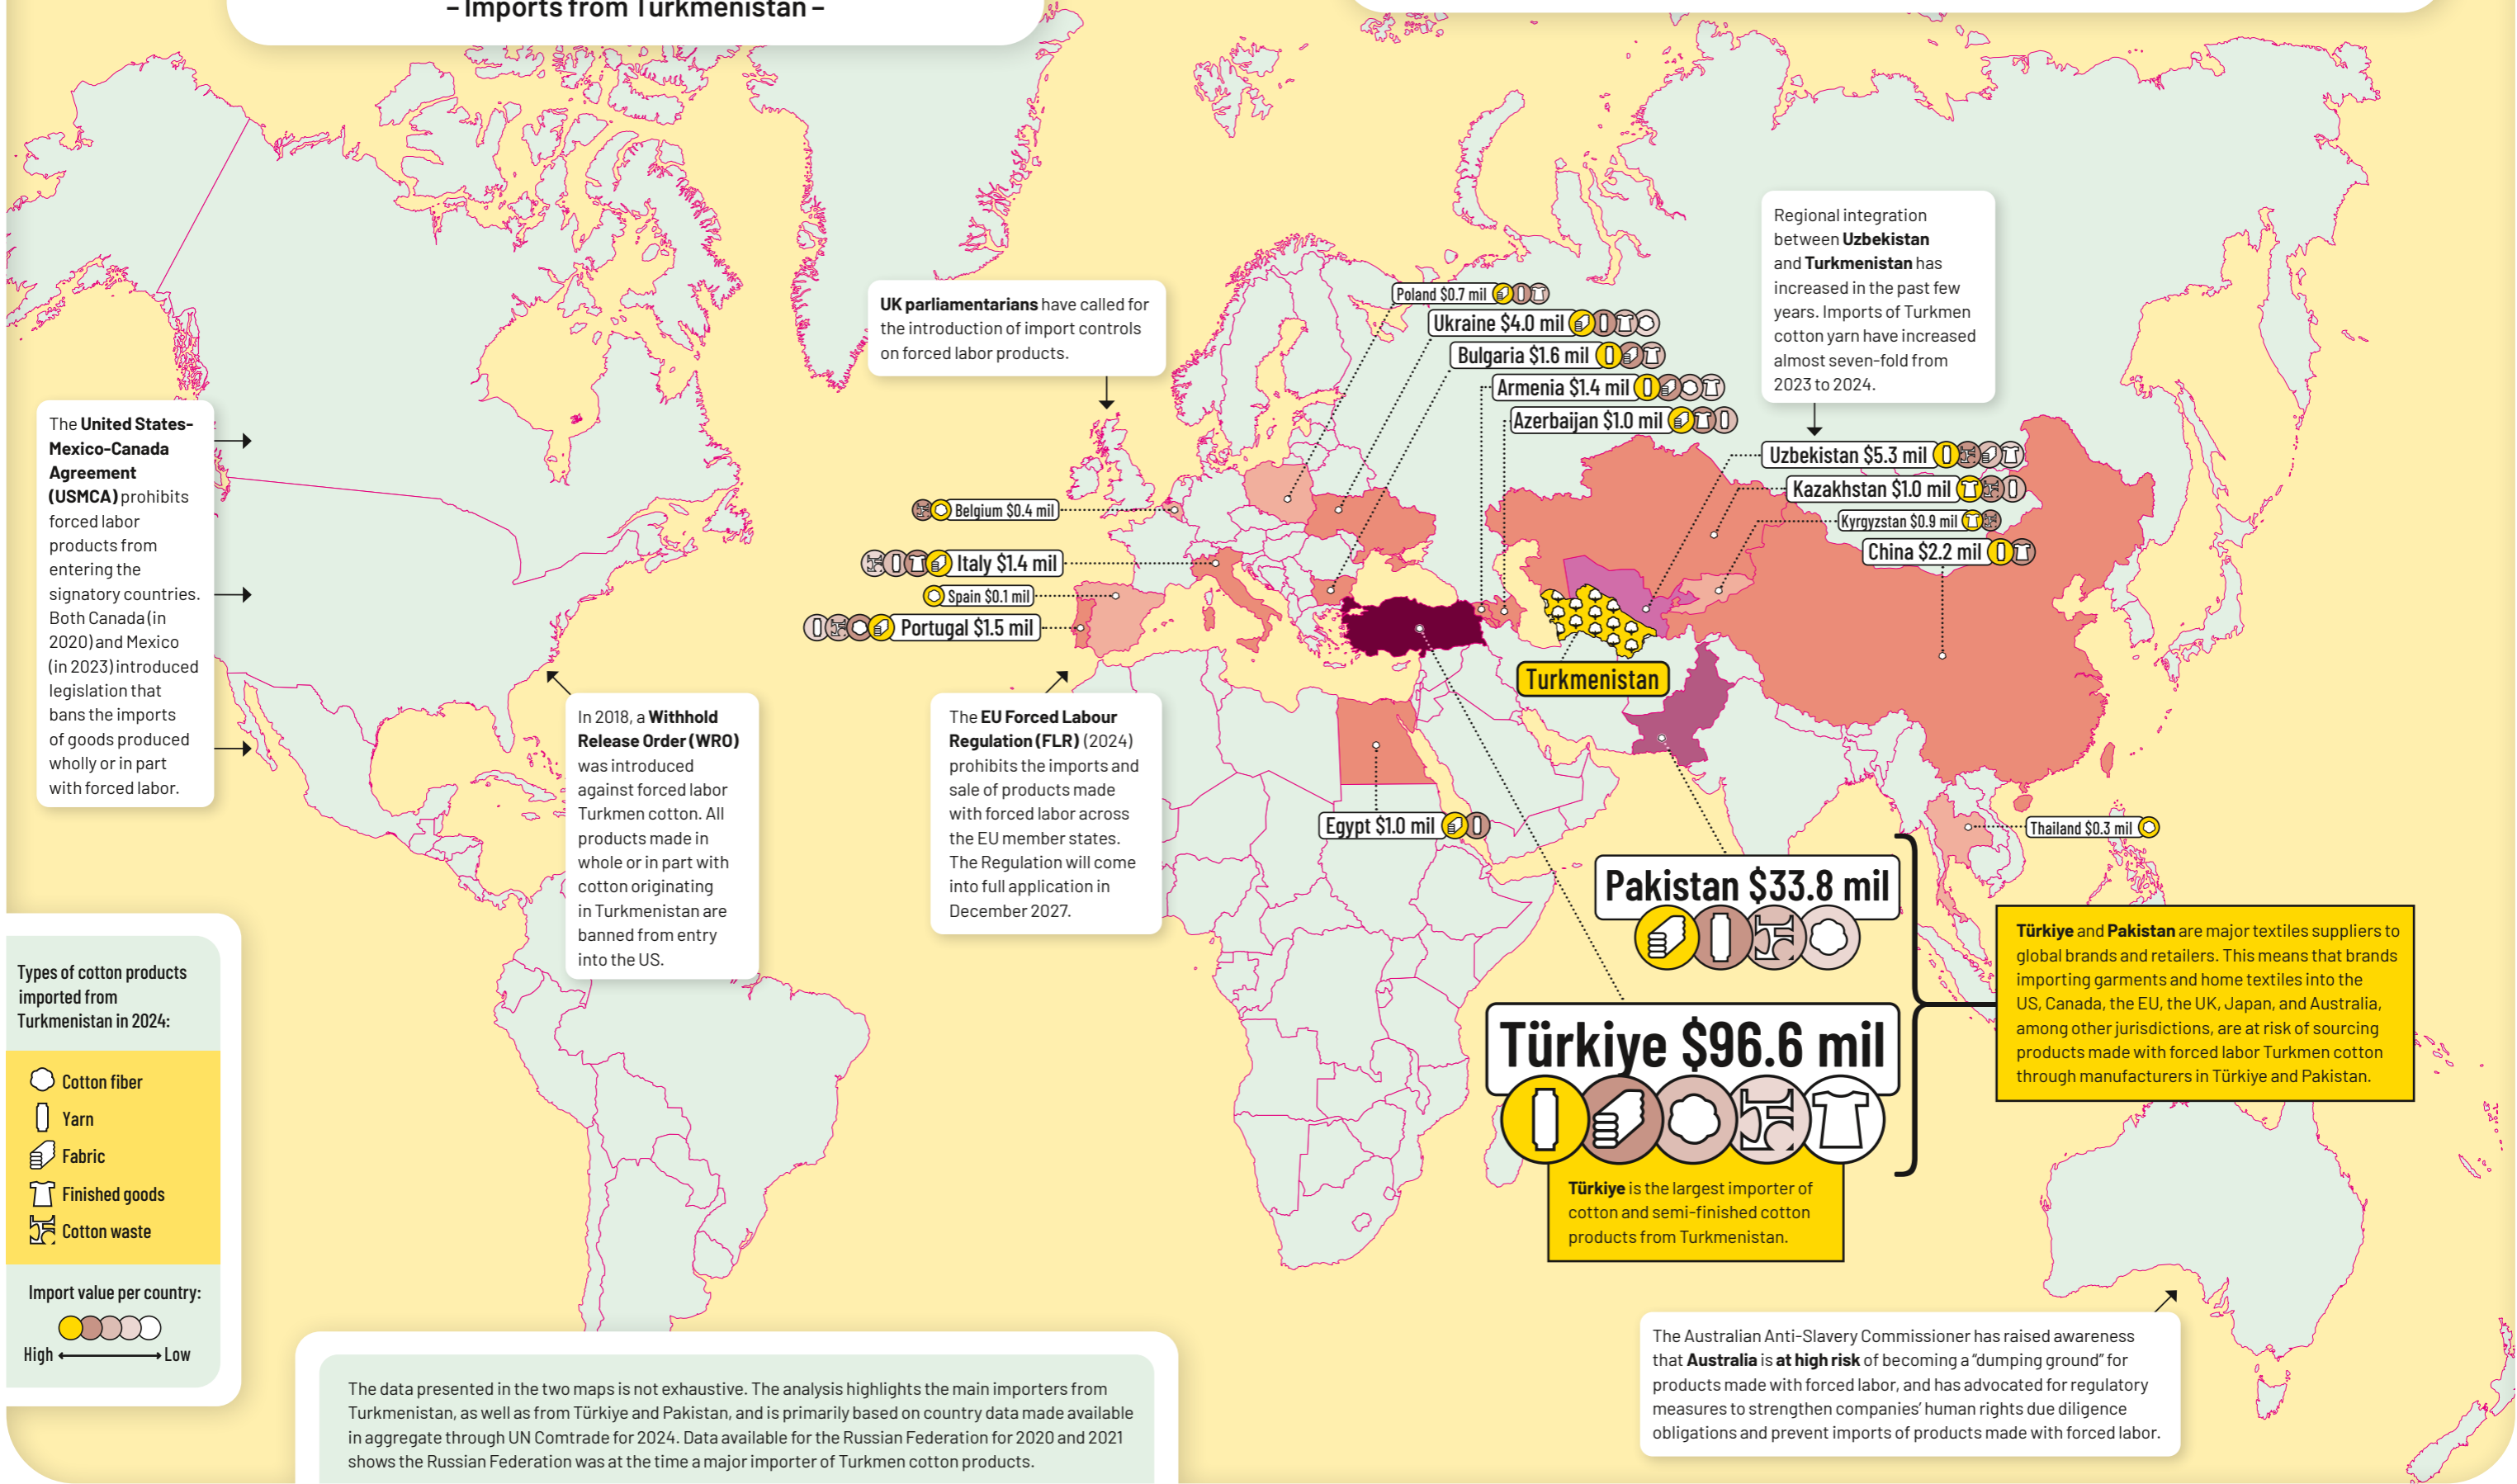 – Imports from Turkmenistan –
Regional integration
between Uzbekistan
and Turkmenistan has
increased in the past few
years. Imports of Turkmen
cotton yarn have increased
almost seven-fold from
2023 to 2024.
UK parliamentarians have called for
the introduction of import controls
on forced labor products.
Poland $0.7 mil
Ukraine $4.0 mil
Bulgaria $1.6 mil
Armenia $1.4 mil
Azerbaijan $1.0 mil
The United States-
Mexico-Canada
Agreement
(USMCA) prohibits
forced labor
products from
entering the
signatory countries.
Both Canada (in
2020) and Mexico
(in 2023) introduced
legislation that
bans the imports
of goods produced
wholly or in part
with forced labor.
Uzbekistan $5.3 mil
Kazakhstan $1.0 mil
Kyrgyzstan $0.9 mil
China $2.2 mil
Belgium $0.4 mil
Italy $1.4 mil
Spain $0.1 mil
Portugal $1.5 mil
Turkmenistan
In 2018, a Withhold
Release Order (WRO)
was introduced
against forced labor
Turkmen cotton. All
products made in
whole or in part with
cotton originating
in Turkmenistan are
banned from entry
into the US.
The EU Forced Labour
Regulation (FLR) (2024)
prohibits the imports and
sale of products made
with forced labor across
the EU member states.
The Regulation will come
into full application in
December 2027.
Egypt $1.0 mil
Thailand $0.3 mil
Pakistan $33.8 mil
Türkiye $96.6 mil
Türkiye and Pakistan are major textiles suppliers to
global brands and retailers. This means that brands
importing garments and home textiles into the
US, Canada, the EU, the UK, Japan, and Australia,
among other jurisdictions, are at risk of sourcing
products made with forced labor Turkmen cotton
through manufacturers in Türkiye and Pakistan.
Türkiye is the largest importer of
cotton and semi-finished cotton
products from Turkmenistan.
Types of cotton products
imported from
Turkmenistan in 2024:
Cotton fiber
Yarn
Fabric
Finished goods
Cotton waste
Import value per country:
High Low
The Australian Anti-Slavery Commissioner has raised awareness
that Australia is at high risk of becoming a “dumping ground” for
products made with forced labor, and has advocated for regulatory
measures to strengthen companies’ human rights due diligence
obligations and prevent imports of products made with forced labor.
The data presented in the two maps is not exhaustive. The analysis highlights the main importers from
Turkmenistan, as well as from Türkiye and Pakistan, and is primarily based on country data made available
in aggregate through UN Comtrade for 2024. Data available for the Russian Federation for 2020 and 2021
shows the Russian Federation was at the time a major importer of Turkmen cotton products.